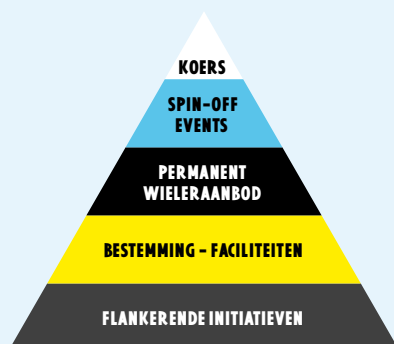 KOERS
SPIN-OFF
EVENTS
PERMANENT
WIELERAANBOD
BESTEMMING - FACILITEITEN
FLANKERENDE INITIATIEVEN